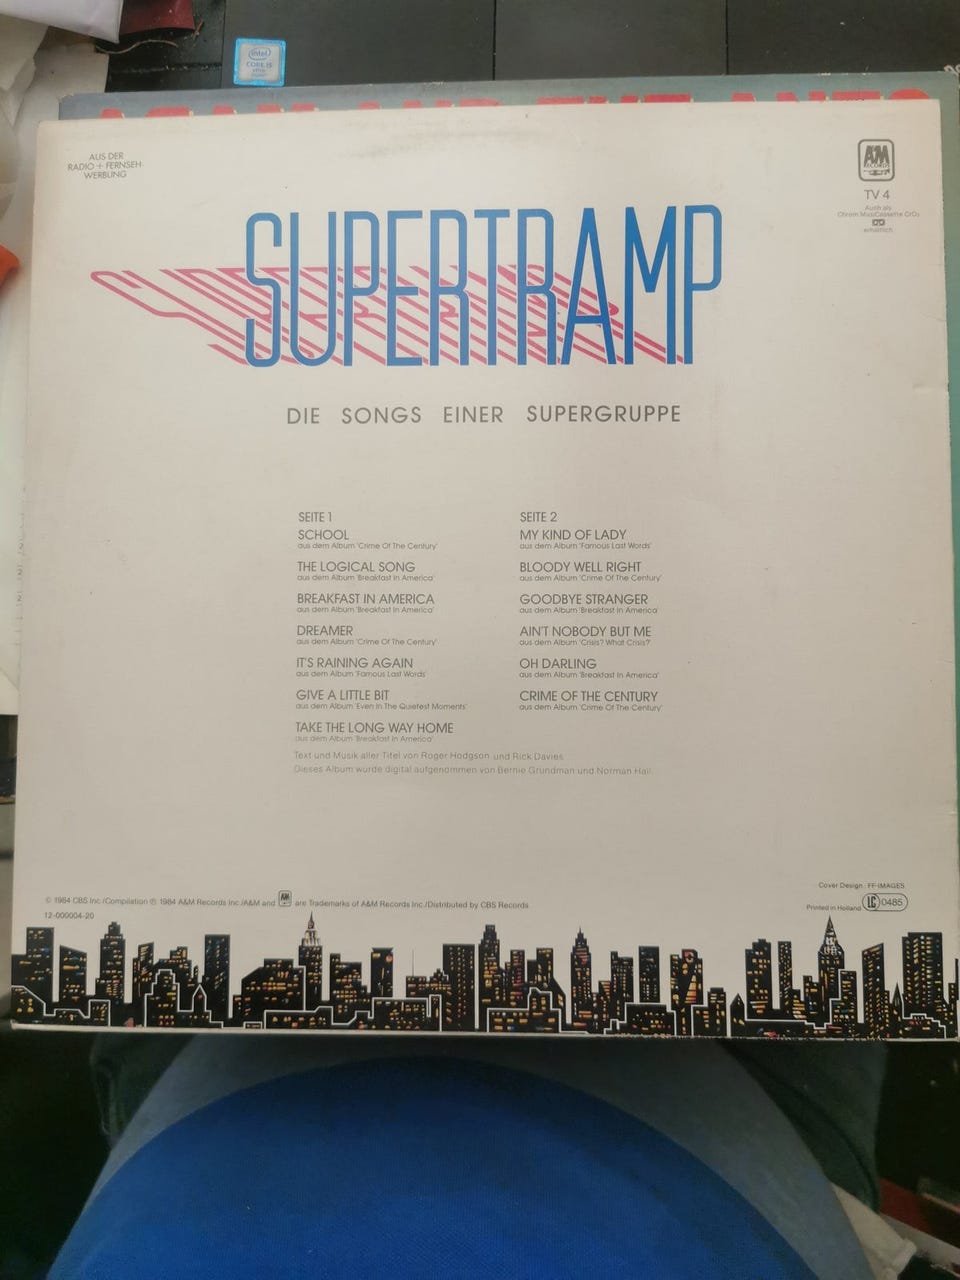 intel
CORE i5
ADAM AND THE ANTS
AUS DER
RADIO + FERNSEH-
WERBUNG
A&M
RECORDS
TV 4
Auch als
Chrom MusiCassette CrO2
erhältlich
SUPERTRAMP
DIE SONGS EINER SUPERGRUPPE
SEITE 1
SCHOOL
aus dem Album 'Crime Of The Century'
THE LOGICAL SONG
aus dem Album 'Breakfast In America'
BREAKFAST IN AMERICA
aus dem Album 'Breakfast In America'
DREAMER
aus dem Album 'Crime Of The Century'
IT'S RAINING AGAIN
aus dem Album 'Famous Last Words'
GIVE A LITTLE BIT
aus dem Album 'Even In The Quietest Moments'
TAKE THE LONG WAY HOME
aus dem Album 'Breakfast In America'
SEITE 2
MY KIND OF LADY
aus dem Album 'Famous Last Words'
BLOODY WELL RIGHT
aus dem Album 'Crime Of The Century'
GOODBYE STRANGER
aus dem Album 'Breakfast In America'
AIN'T NOBODY BUT ME
aus dem Album 'Crisis? What Crisis?'
OH DARLING
aus dem Album 'Breakfast In America'
CRIME OF THE CENTURY
aus dem Album 'Crime Of The Century'
Text und Musik aller Titel von Roger Hodgson und Rick Davies
Dieses Album wurde digital aufgenommen von Bernie Grundman und Norman Hall
© 1984 CBS Inc./Compilation ℗ 1984 A&M Records Inc./A&M and A&M are Trademarks of A&M Records Inc./Distributed by CBS Records
12-000004-20
Cover Design: FF-IMAGES
Printed in Holland LC 0485